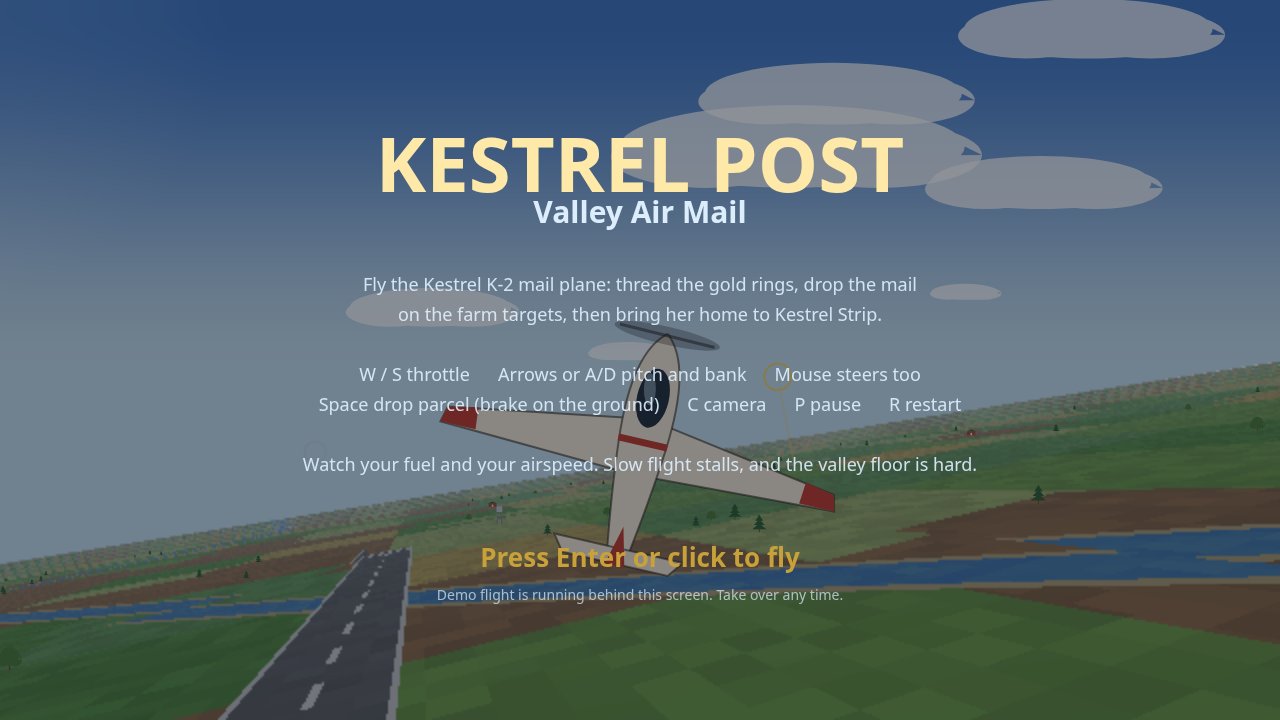 KESTREL POST
Valley Air Mail
Fly the Kestrel K-2 mail plane: thread the gold rings, drop the mail
on the farm targets, then bring her home to Kestrel Strip.
W / S throttle Arrows or A/D pitch and bank Mouse steers too
Space drop parcel (brake on the ground) C camera P pause R restart
Watch your fuel and your airspeed. Slow flight stalls, and the valley floor is hard.
Press Enter or click to fly
Demo flight is running behind this screen. Take over any time.